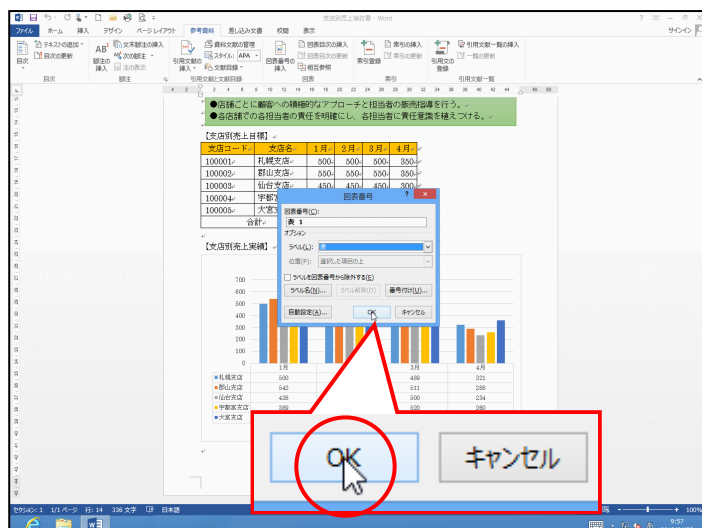 支店別売上検討書 - Word
ファイル ホーム 挿入 デザイン ページ レイアウト 参考資料 差し込み文書 校閲 表示 サインイン
目次 テキストの追加 目次の更新
AB¹ 脚注の挿入 文末脚注の挿入 次の脚注 注の表示
引用文献の挿入 資料文献の管理 スタイル: APA 文献目録
図表番号の挿入 図表目次の挿入 図表目次の更新 相互参照
索引登録 索引の挿入 索引の更新
引用文の登録 引用文献一覧の挿入 一覧の更新
目次 脚注 引用文献と文献目録 図表 索引 引用文献一覧
●店舗ごとに顧客への積極的なアプローチと担当者の販売指導を行う。
●各店舗での各担当者の責任を明確にし、各担当者に責任意識を植えつける。
【支店別売上目標】
支店コード 支店名 1月 2月 3月 4月
100001 札幌支店 500 500 500 350
100002 郡山支店 550 550 550 350
100003 仙台支店 450 450 450 300
100004 宇都
100005 大宮支
合計
【支店別売上実績】
図表番号 ? ×
図表番号(C):
表 1
オプション
ラベル(L): 表
位置(P): 選択した項目の上
ラベルを図表番号から除外する(E)
ラベル名(N)... ラベル削除(D) 番号付け(U)...
自動設定(A)... OK キャンセル
700
600
500
400
300
200
100
0
1月 3月 4月
札幌支店 500 489 321
郡山支店 542 511 288
仙台支店 426 500 234
宇都宮支店 389 520 260
大宮支店
OK キャンセル
セクション: 1 1/1 ページ 行: 14 336 文字 日本語 100%
9:57